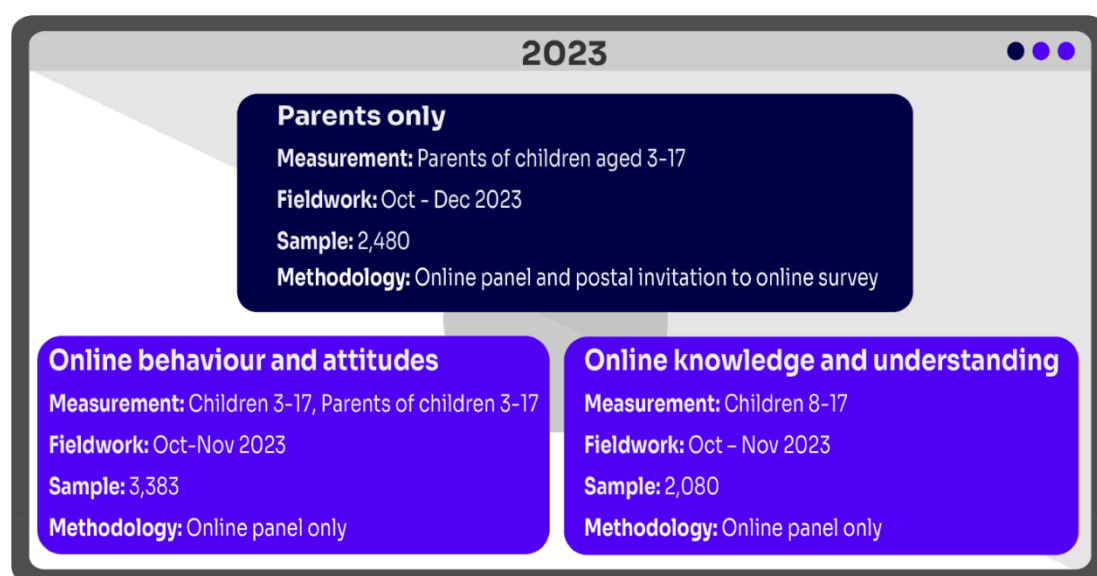 2023
Parents only
Measurement: Parents of children aged 3-17
Fieldwork: Oct - Dec 2023
Sample: 2,480
Methodology: Online panel and postal invitation to online survey
Online behaviour and attitudes
Measurement: Children 3-17, Parents of children 3-17
Fieldwork: Oct-Nov 2023
Sample: 3,383
Methodology: Online panel only
Online knowledge and understanding
Measurement: Children 8-17
Fieldwork: Oct – Nov 2023
Sample: 2,080
Methodology: Online panel only